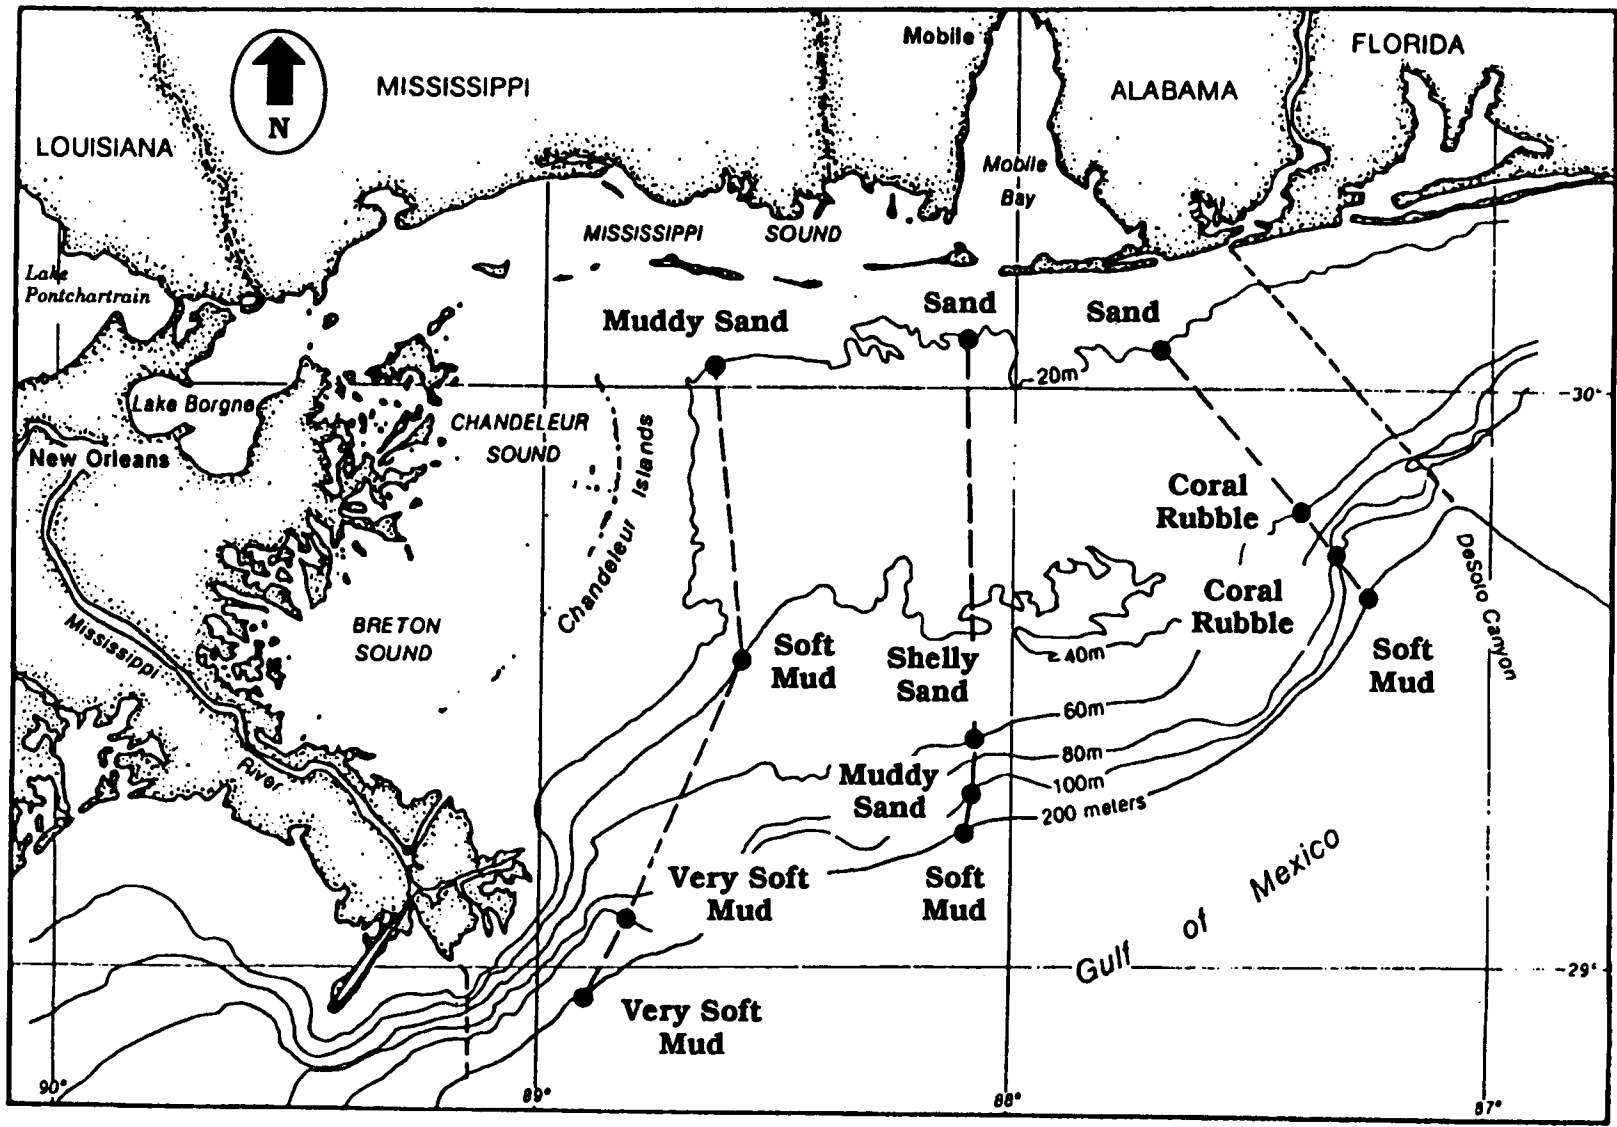 Mobile
FLORIDA
MISSISSIPPI
ALABAMA
N
LOUISIANA
Mobile
Bay
MISSISSIPPI SOUND
Lake
Pontchartrain
Sand
Sand
Muddy Sand
20m
30°
Lake Borgne
CHANDELEUR
SOUND
New Orleans
Chandeleur Islands
Coral
Rubble
DeSoto Canyon
Coral
Rubble
Mississippi
River
BRETON
SOUND
Soft
Mud
Shelly
Sand
40m
Soft
Mud
60m
80m
Muddy
Sand
100m
200 meters
Very Soft
Mud
Soft
Mud
Gulf of Mexico
29°
Very Soft
Mud
90°
89°
88°
87°